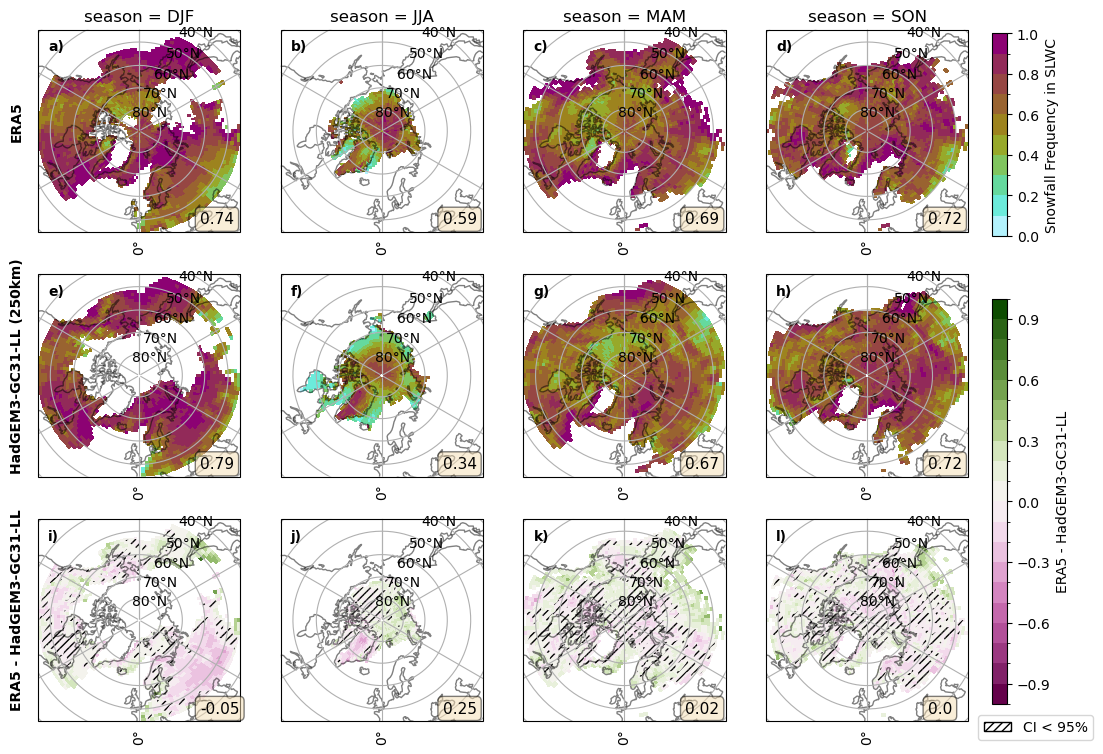 season = DJF
season = JJA
season = MAM
season = SON
ERA5
a) 40°N 50°N 60°N 70°N 80°N 0.74 0°
b) 40°N 50°N 60°N 70°N 80°N 0.59 0°
c) 40°N 50°N 60°N 70°N 80°N 0.69 0°
d) 40°N 50°N 60°N 70°N 80°N 0.72 0°
1.0
0.8
0.6
0.4
0.2
0.0
Snowfall Frequency in SLWC
HadGEM3-GC31-LL (250km)
e) 40°N 50°N 60°N 70°N 80°N 0.79 0°
f) 40°N 50°N 60°N 70°N 80°N 0.34 0°
g) 40°N 50°N 60°N 70°N 80°N 0.67 0°
h) 40°N 50°N 60°N 70°N 80°N 0.72 0°
ERA5 - HadGEM3-GC31-LL
i) 40°N 50°N 60°N 70°N 80°N -0.05 0°
j) 40°N 50°N 60°N 70°N 80°N 0.25 0°
k) 40°N 50°N 60°N 70°N 80°N 0.02 0°
l) 40°N 50°N 60°N 70°N 80°N 0.0 0°
0.9
0.6
0.3
0.0
−0.3
−0.6
−0.9
ERA5 - HadGEM3-GC31-LL
CI < 95%